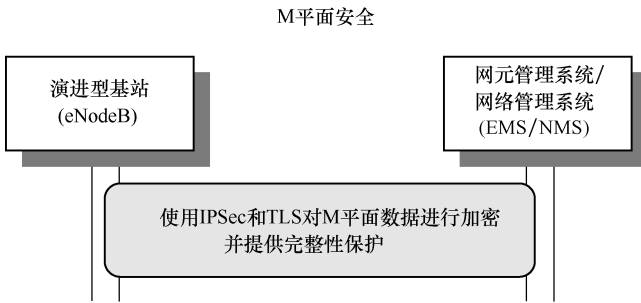 M平面安全
演进型基站
(eNodeB)
网元管理系统/
网络管理系统
(EMS/NMS)
使用IPSec和TLS对M平面数据进行加密
并提供完整性保护